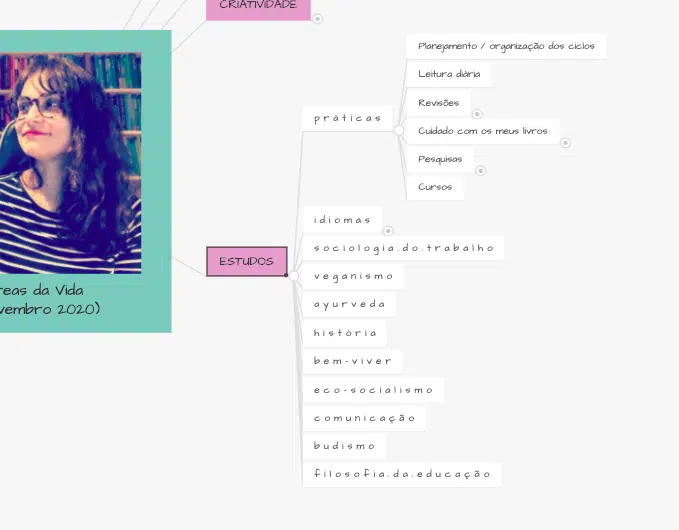 CRIATIVIDADE
Planejamento / organização dos ciclos
Leitura diária
Revisões
práticas
Cuidado com os meus livros
Pesquisas
Cursos
idiomas
sociologia.do.trabalho
ESTUDOS
veganismo
ayurveda
história
bem-viver
eco-socialismo
comunicação
budismo
filosofia.da.educação
reas da Vida
vembro 2020)